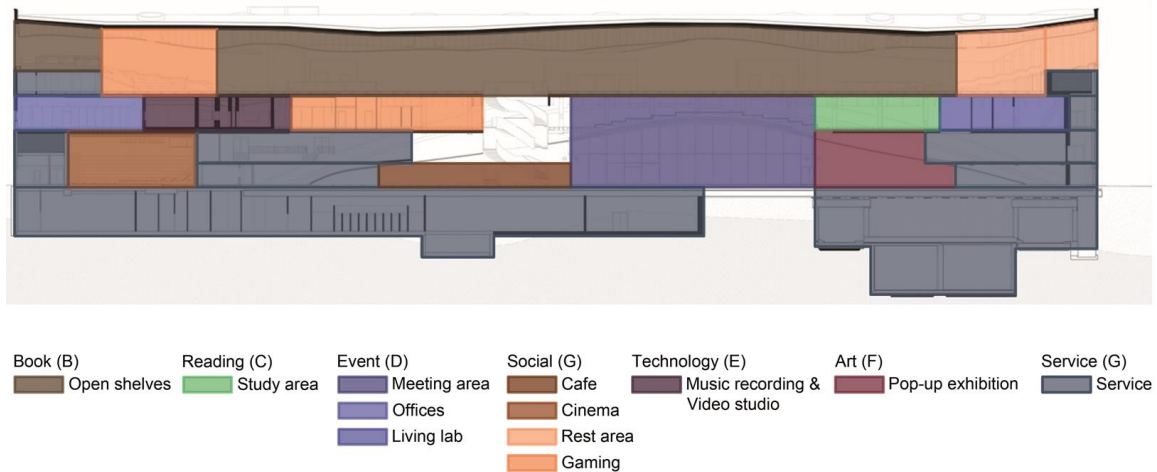 Book (B)
Open shelves
Reading (C)
Study area
Event (D)
Meeting area
Offices
Living lab
Social (G)
Cafe
Cinema
Rest area
Gaming
Technology (E)
Music recording &
Video studio
Art (F)
Pop-up exhibition
Service (G)
Service